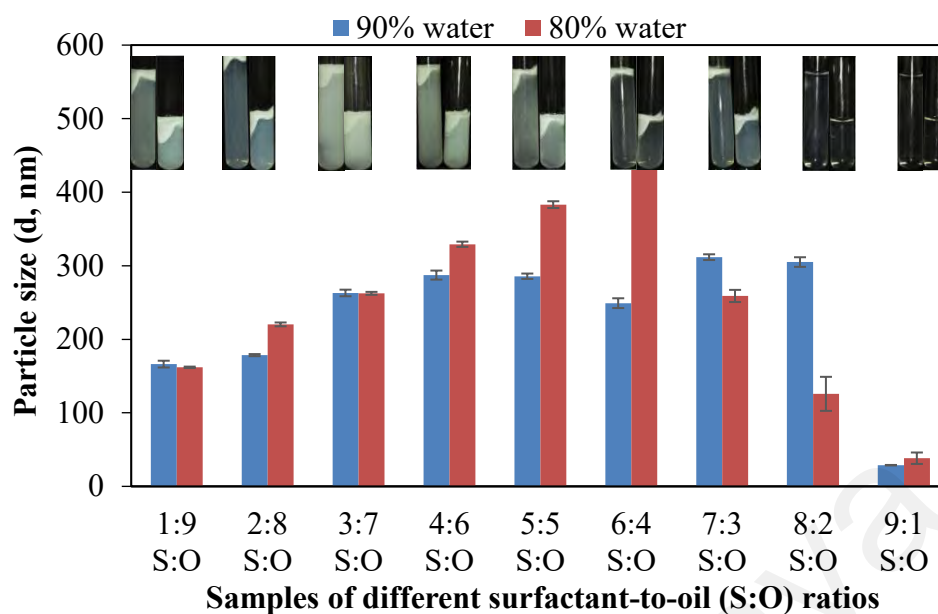 90% water 80% water
600
500
400
300
200
100
0
Particle size (d, nm)
1:9 2:8 3:7 4:6 5:5 6:4 7:3 8:2 9:1
S:O S:O S:O S:O S:O S:O S:O S:O S:O
Samples of different surfactant-to-oil (S:O) ratios